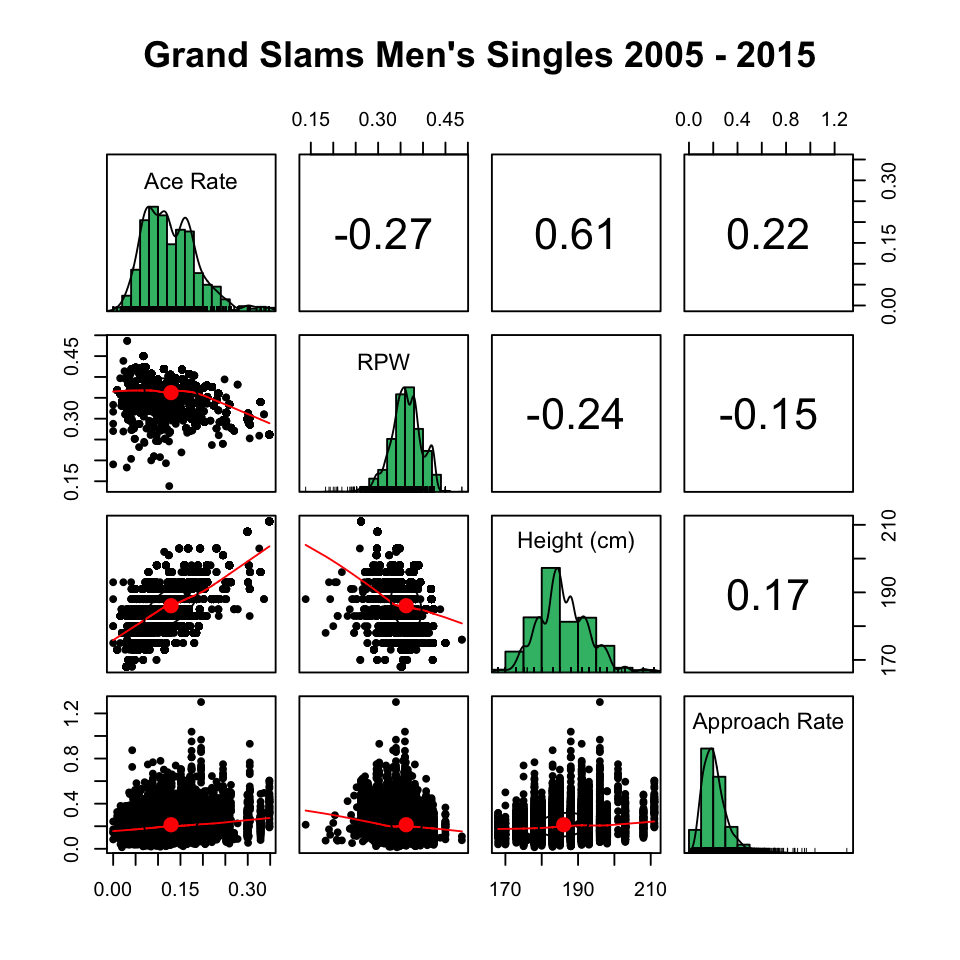 Grand Slams Men's Singles 2005 - 2015
0.15 0.30 0.45
0.0 0.4 0.8 1.2
Ace Rate
-0.27
0.61
0.22
0.00 0.15 0.30
0.15 0.30 0.45
RPW
-0.24
-0.15
Height (cm)
0.17
170 190 210
0.0 0.4 0.8 1.2
Approach Rate
0.00 0.15 0.30
170 190 210